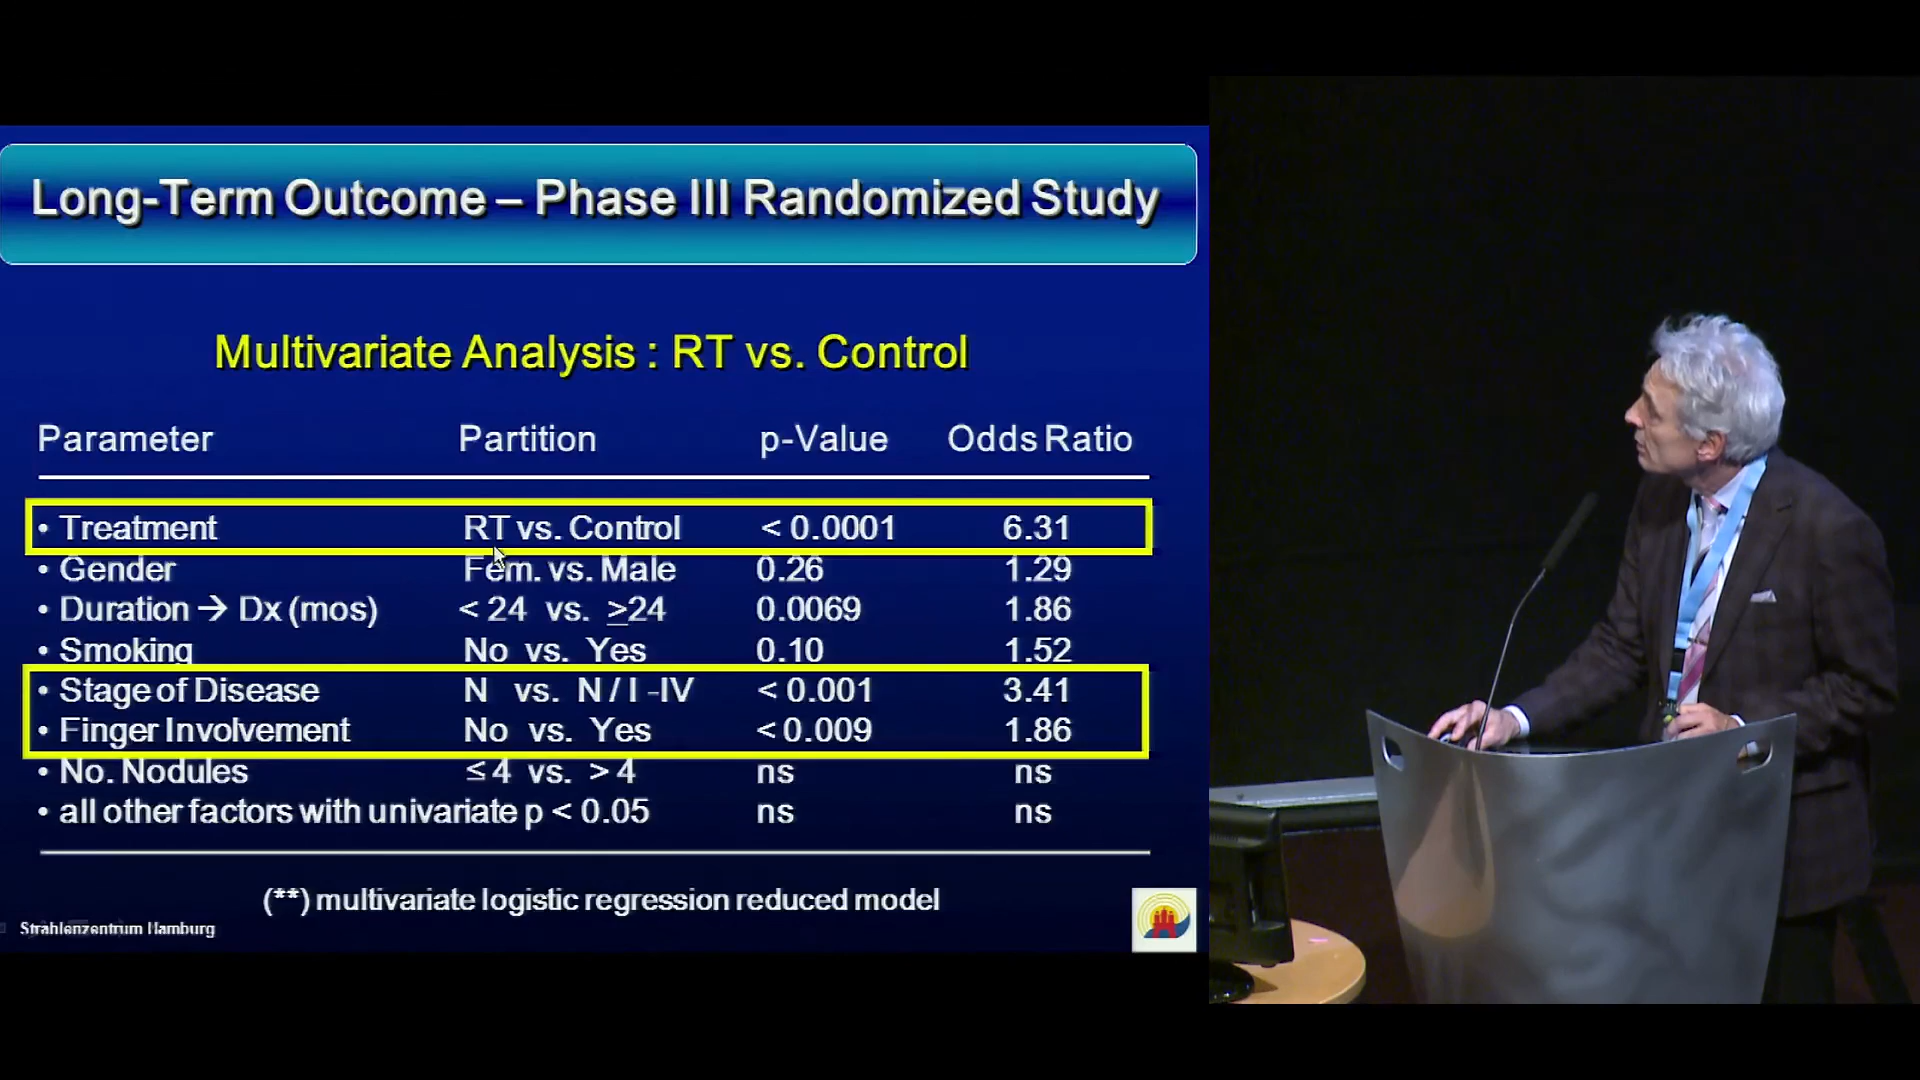 Long-Term Outcome – Phase III Randomized Study
Multivariate Analysis : RT vs. Control
Parameter Partition p-Value Odds Ratio
• Treatment RT vs. Control < 0.0001 6.31
• Gender Fem. vs. Male 0.26 1.29
• Duration → Dx (mos) < 24 vs. ≥24 0.0069 1.86
• Smoking No vs. Yes 0.10 1.52
• Stage of Disease N vs. N / I -IV < 0.001 3.41
• Finger Involvement No vs. Yes < 0.009 1.86
• No. Nodules ≤ 4 vs. > 4 ns ns
• all other factors with univariate p < 0.05 ns ns
(**) multivariate logistic regression reduced model
Strahlenzentrum Hamburg